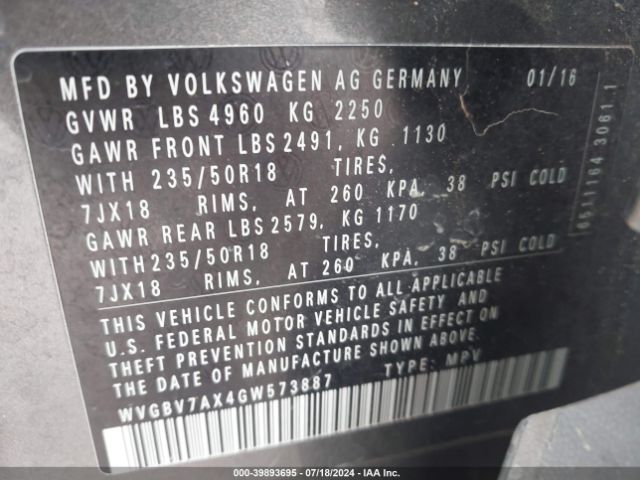 MFD BY VOLKSWAGEN AG GERMANY 01/16
GVWR LBS 4960 KG 2250
GAWR FRONT LBS 2491, KG 1130
WITH 235/50R18 TIRES,
7JX18 RIMS, AT 260 KPA, 38 PSI COLD
GAWR REAR LBS 2579, KG 1170
WITH 235/50R18 TIRES,
7JX18 RIMS, AT 260 KPA, 38 PSI COLD
THIS VEHICLE CONFORMS TO ALL APPLICABLE
U.S. FEDERAL MOTOR VEHICLE SAFETY AND
THEFT PREVENTION STANDARDS IN EFFECT ON
THE DATE OF MANUFACTURE SHOWN ABOVE.
WVGBV7AX4GW573887 TYPE: MPV
6511164 3061 1
000-39893695 / 07/18/2024 / IAA Inc.